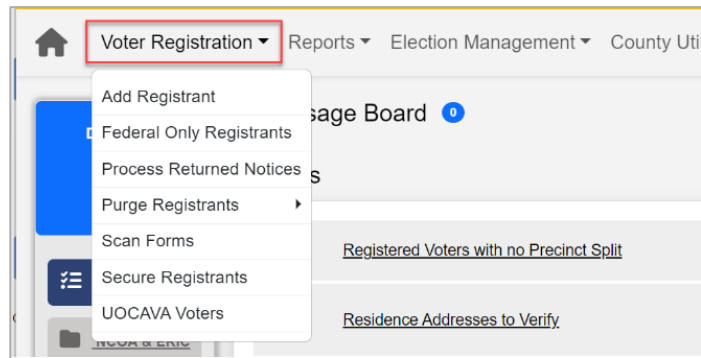 Voter Registration Reports Election Management County Uti
Add Registrant
sage Board 0
Federal Only Registrants
Process Returned Notices
s
Purge Registrants
Scan Forms
Registered Voters with no Precinct Split
Secure Registrants
UOCAVA Voters
Residence Addresses to Verify
NCOA & ERIC